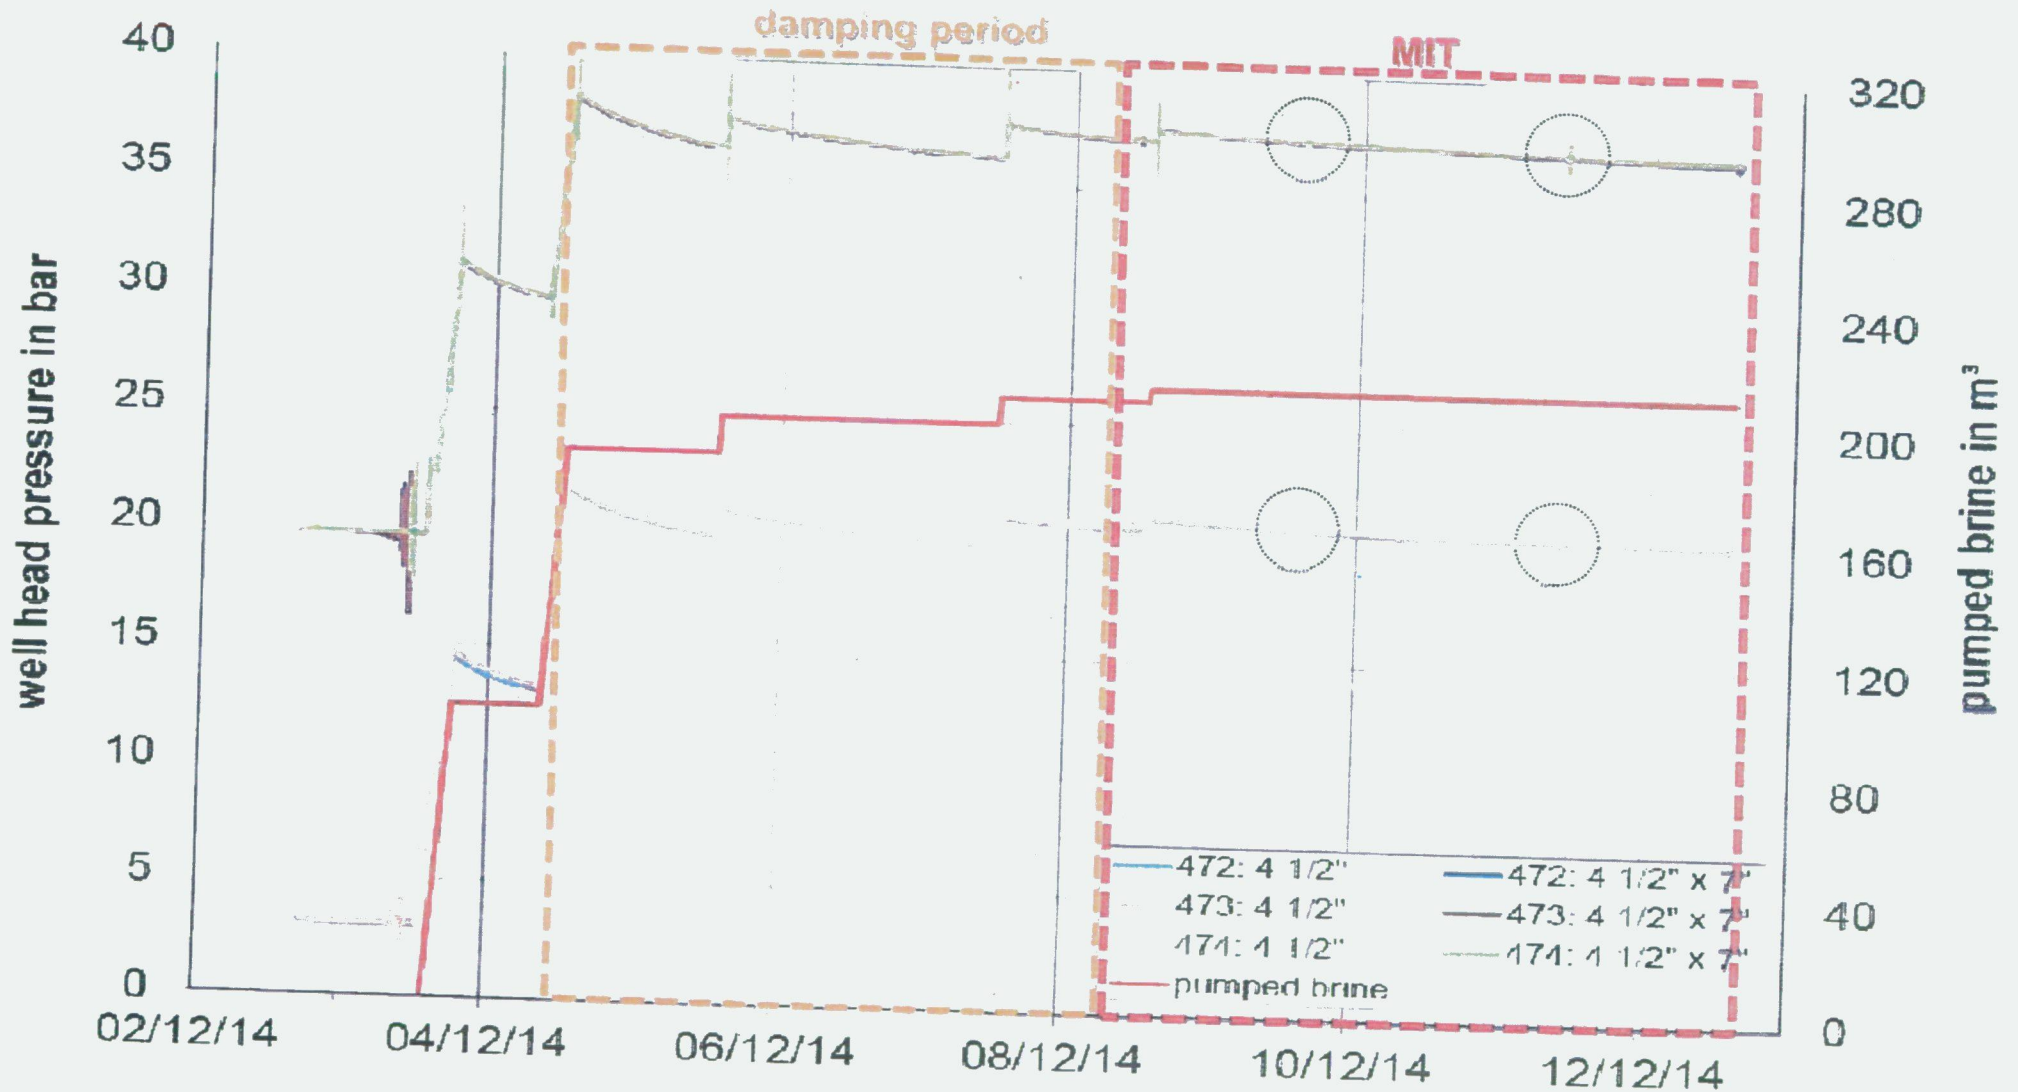 damping period
MIT
40
35
30
25
20
15
10
5
0
well head pressure in bar
320
280
240
200
160
120
80
40
0
pumped brine in m³
472: 4 1/2"
472: 4 1/2" x 7"
473: 4 1/2"
473: 4 1/2" x 7"
474: 4 1/2"
474: 4 1/2" x 7"
pumped brine
02/12/14
04/12/14
06/12/14
08/12/14
10/12/14
12/12/14